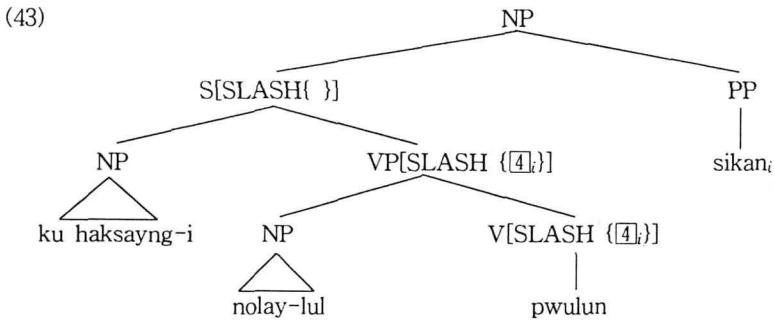 (43)
NP
S[SLASH{ }] PP
NP VP[SLASH {4i}] sikani
ku haksayng-i NP V[SLASH {4i}]
nolay-lul pwulun